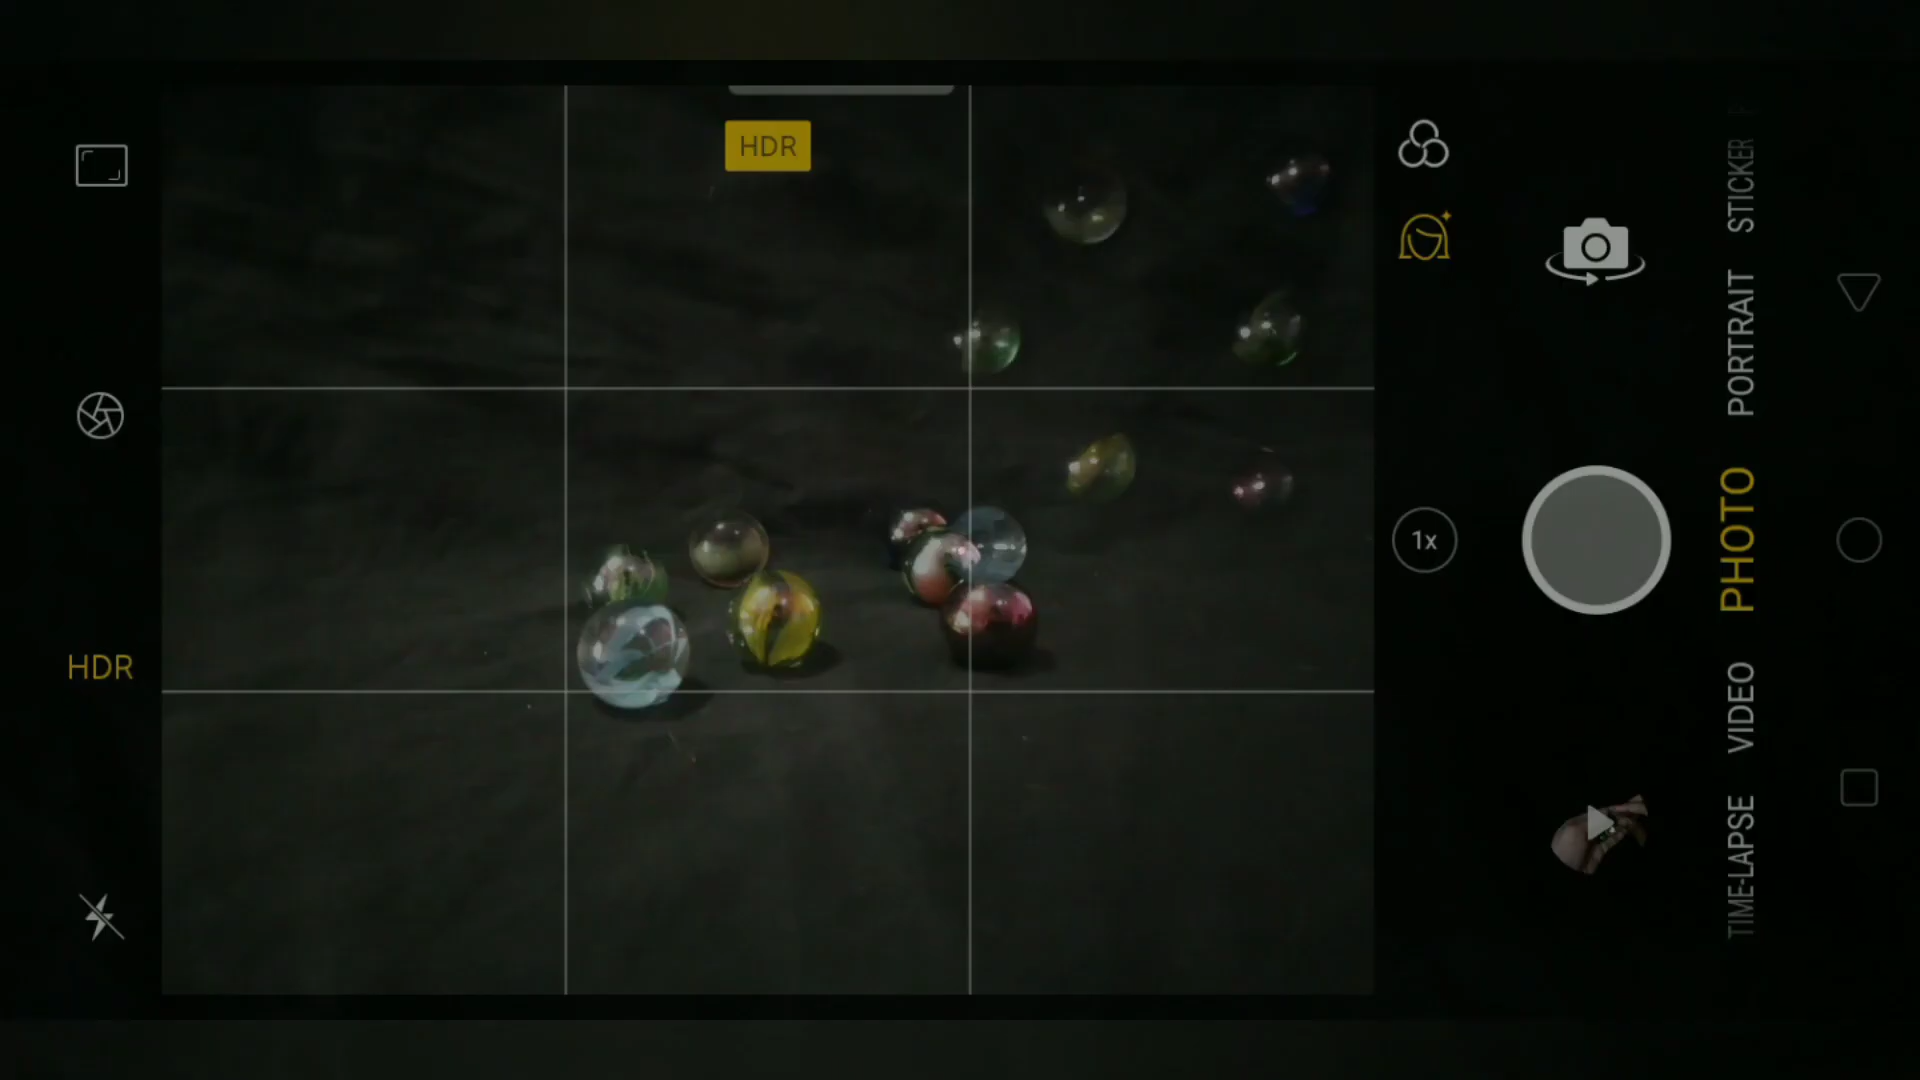 HDR
HDR
1x
STICKER
PORTRAIT
PHOTO
VIDEO
TIME-LAPSE